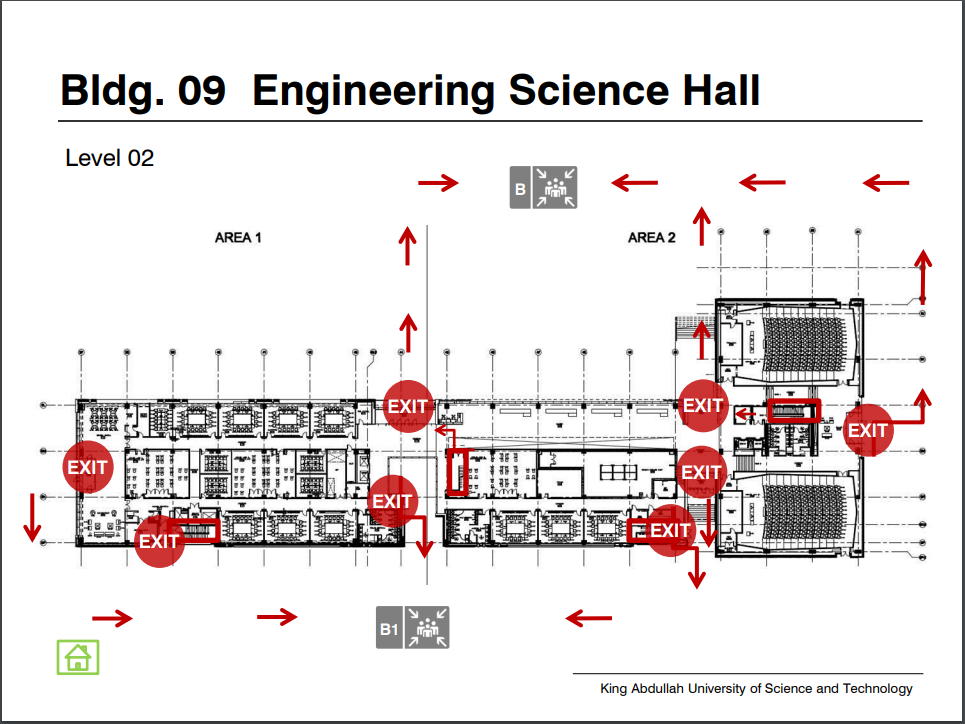 Bldg. 09 Engineering Science Hall
Level 02
B
AREA 1
AREA 2
EXIT
EXIT
EXIT
EXIT
EXIT
EXIT
EXIT
EXIT
B1
King Abdullah University of Science and Technology